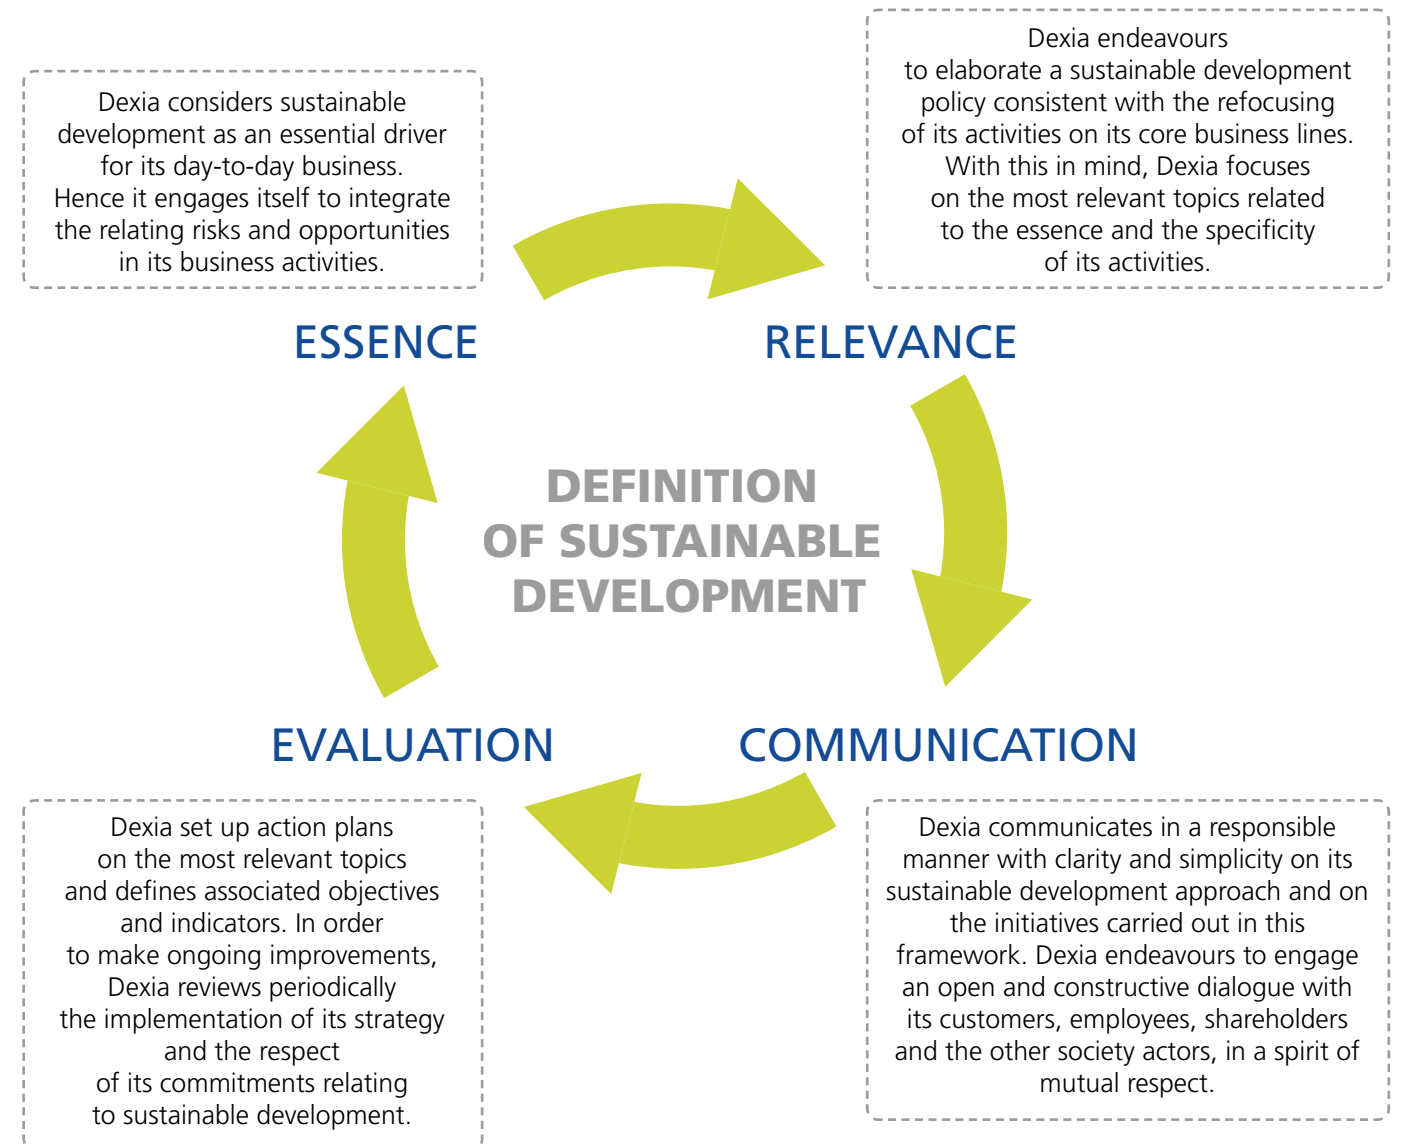 Dexia considers sustainable
development as an essential driver
for its day-to-day business.
Hence it engages itself to integrate
the relating risks and opportunities
in its business activities.
Dexia endeavours
to elaborate a sustainable development
policy consistent with the refocusing
of its activities on its core business lines.
With this in mind, Dexia focuses
on the most relevant topics related
to the essence and the specificity
of its activities.
ESSENCE
RELEVANCE
DEFINITION
OF SUSTAINABLE
DEVELOPMENT
EVALUATION
COMMUNICATION
Dexia set up action plans
on the most relevant topics
and defines associated objectives
and indicators. In order
to make ongoing improvements,
Dexia reviews periodically
the implementation of its strategy
and the respect
of its commitments relating
to sustainable development.
Dexia communicates in a responsible
manner with clarity and simplicity on its
sustainable development approach and on
the initiatives carried out in this
framework. Dexia endeavours to engage
an open and constructive dialogue with
its customers, employees, shareholders
and the other society actors, in a spirit of
mutual respect.